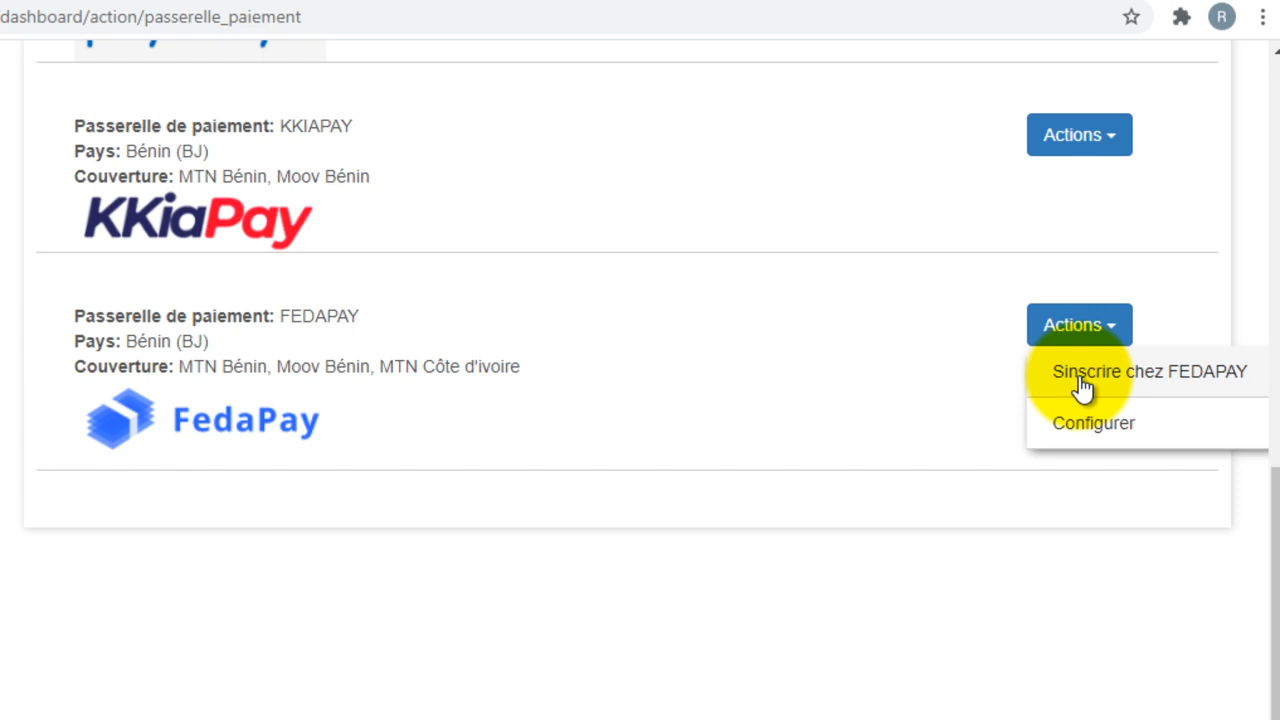 dashboard/action/passerelle_paiement
R
Passerelle de paiement: KKIAPAY
Actions
Pays: Bénin (BJ)
Couverture: MTN Bénin, Moov Bénin
KKiaPay
Passerelle de paiement: FEDAPAY
Actions
Pays: Bénin (BJ)
Couverture: MTN Bénin, Moov Bénin, MTN Côte d'ivoire
Sinscrire chez FEDAPAY
FedaPay
Configurer